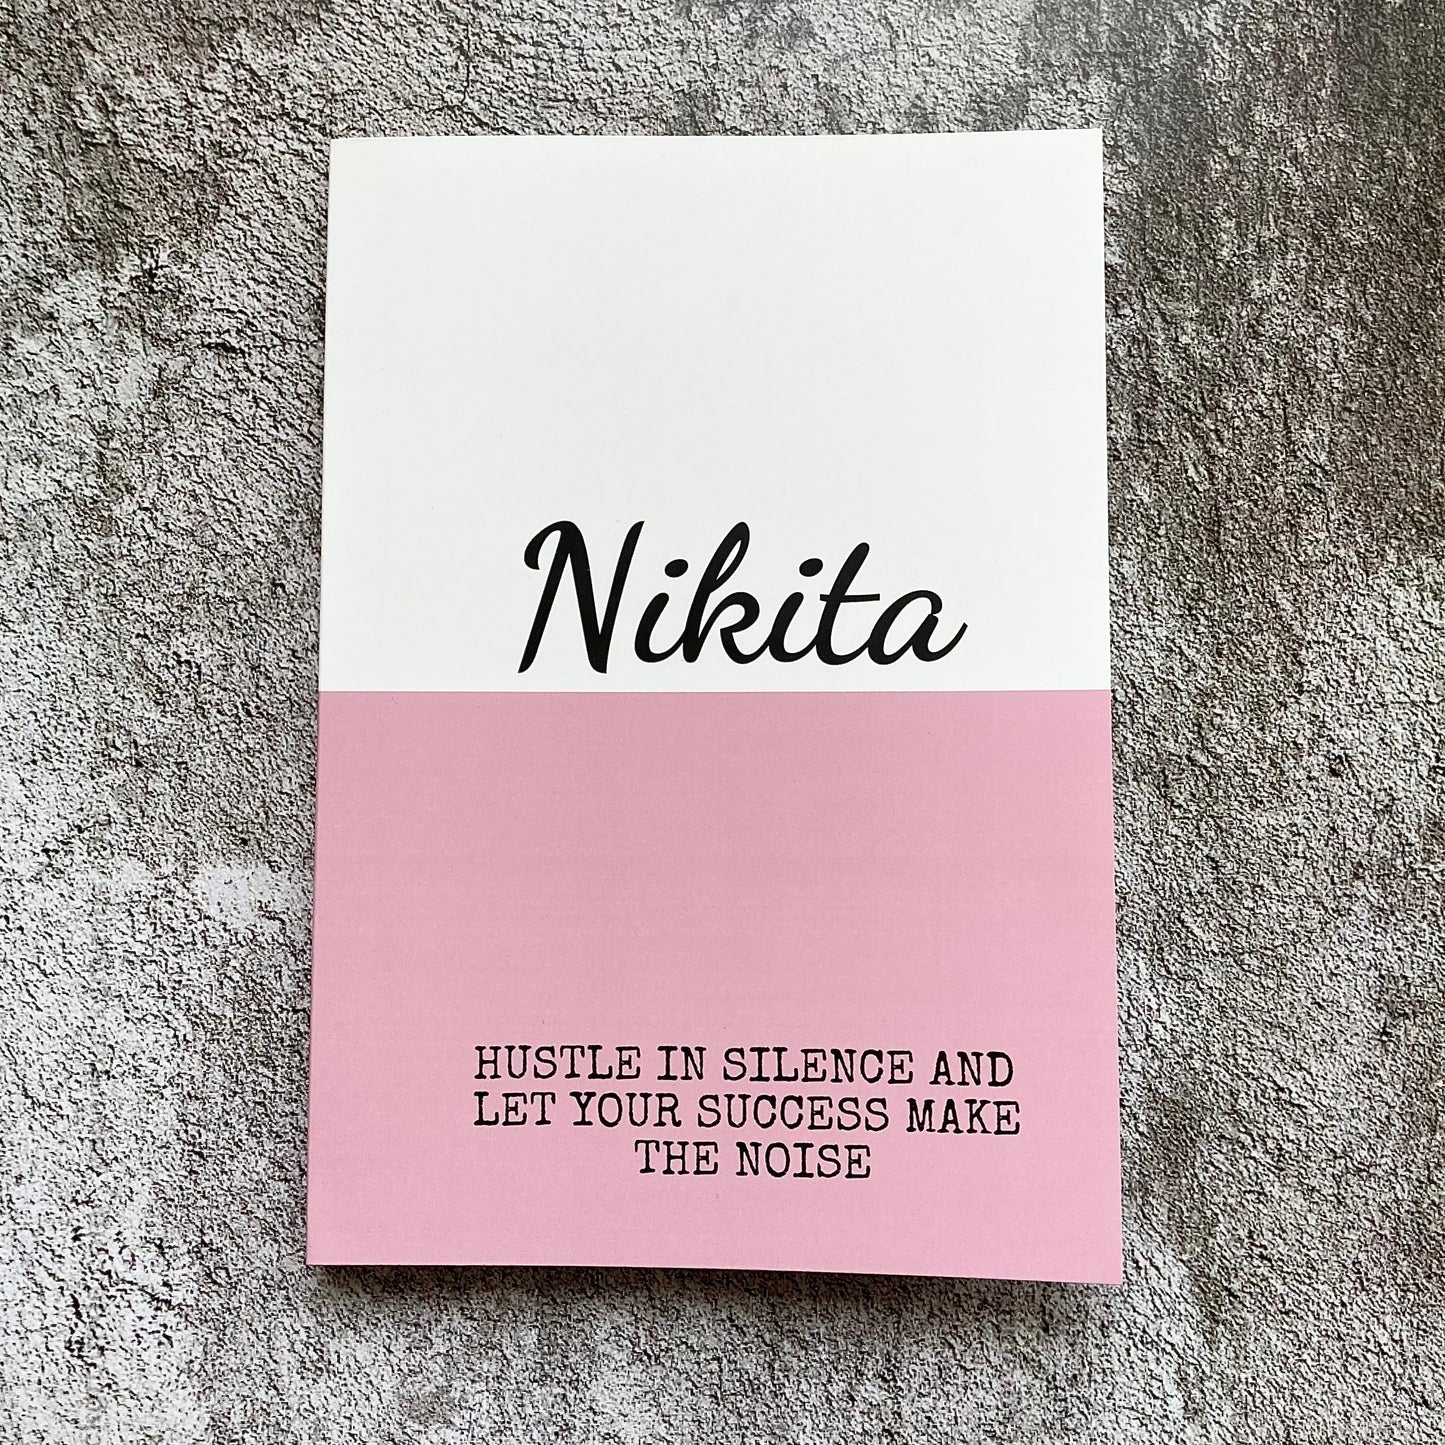 Nikita
HUSTLE IN SILENCE AND
LET YOUR SUCCESS MAKE
THE NOISE